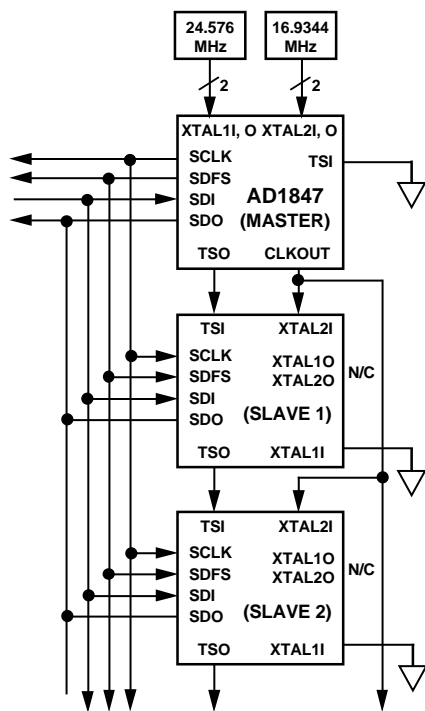 24.576
MHz
16.9344
MHz
2
2
XTAL1I, O XTAL2I, O
SCLK
TSI
SDFS
AD1847
SDI
(MASTER)
SDO
TSO CLKOUT
TSI XTAL2I
SCLK
XTAL1O
N/C
SDFS
XTAL2O
SDI
(SLAVE 1)
SDO
TSO XTAL1I
TSI XTAL2I
SCLK
XTAL1O
N/C
SDFS
XTAL2O
SDI
(SLAVE 2)
SDO
TSO XTAL1I